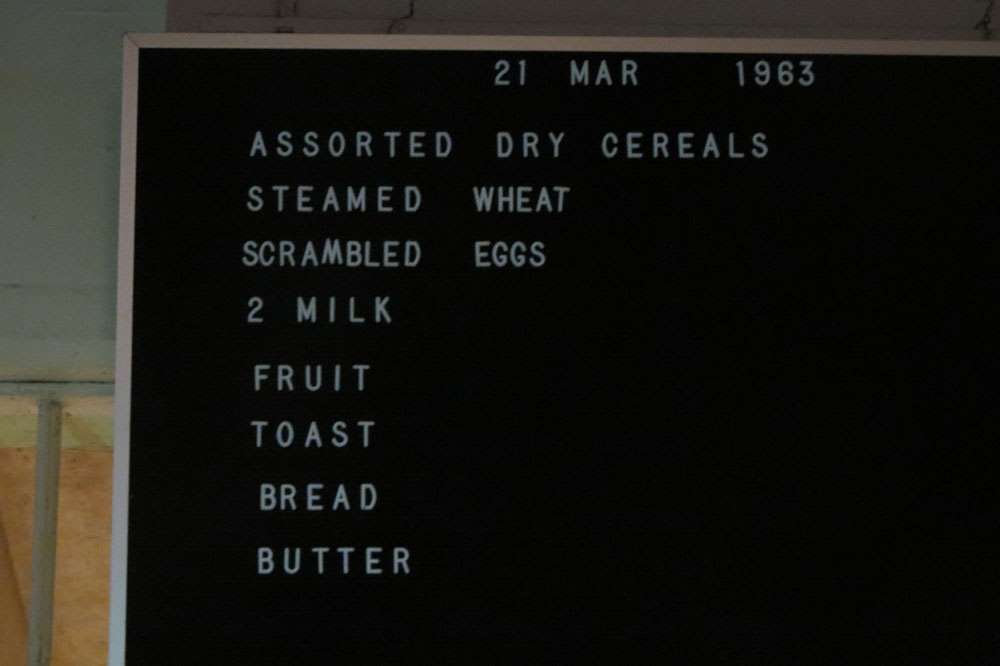 21 MAR 1963
ASSORTED DRY CEREALS
STEAMED WHEAT
SCRAMBLED EGGS
2 MILK
FRUIT
TOAST
BREAD
BUTTER